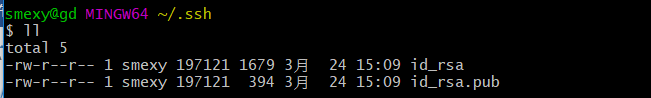 smexy@gd MINGW64 ~/.ssh
$ ll
total 5
-rw-r--r-- 1 smexy 197121 1679 3月  24 15:09 id_rsa
-rw-r--r-- 1 smexy 197121  394 3月  24 15:09 id_rsa.pub